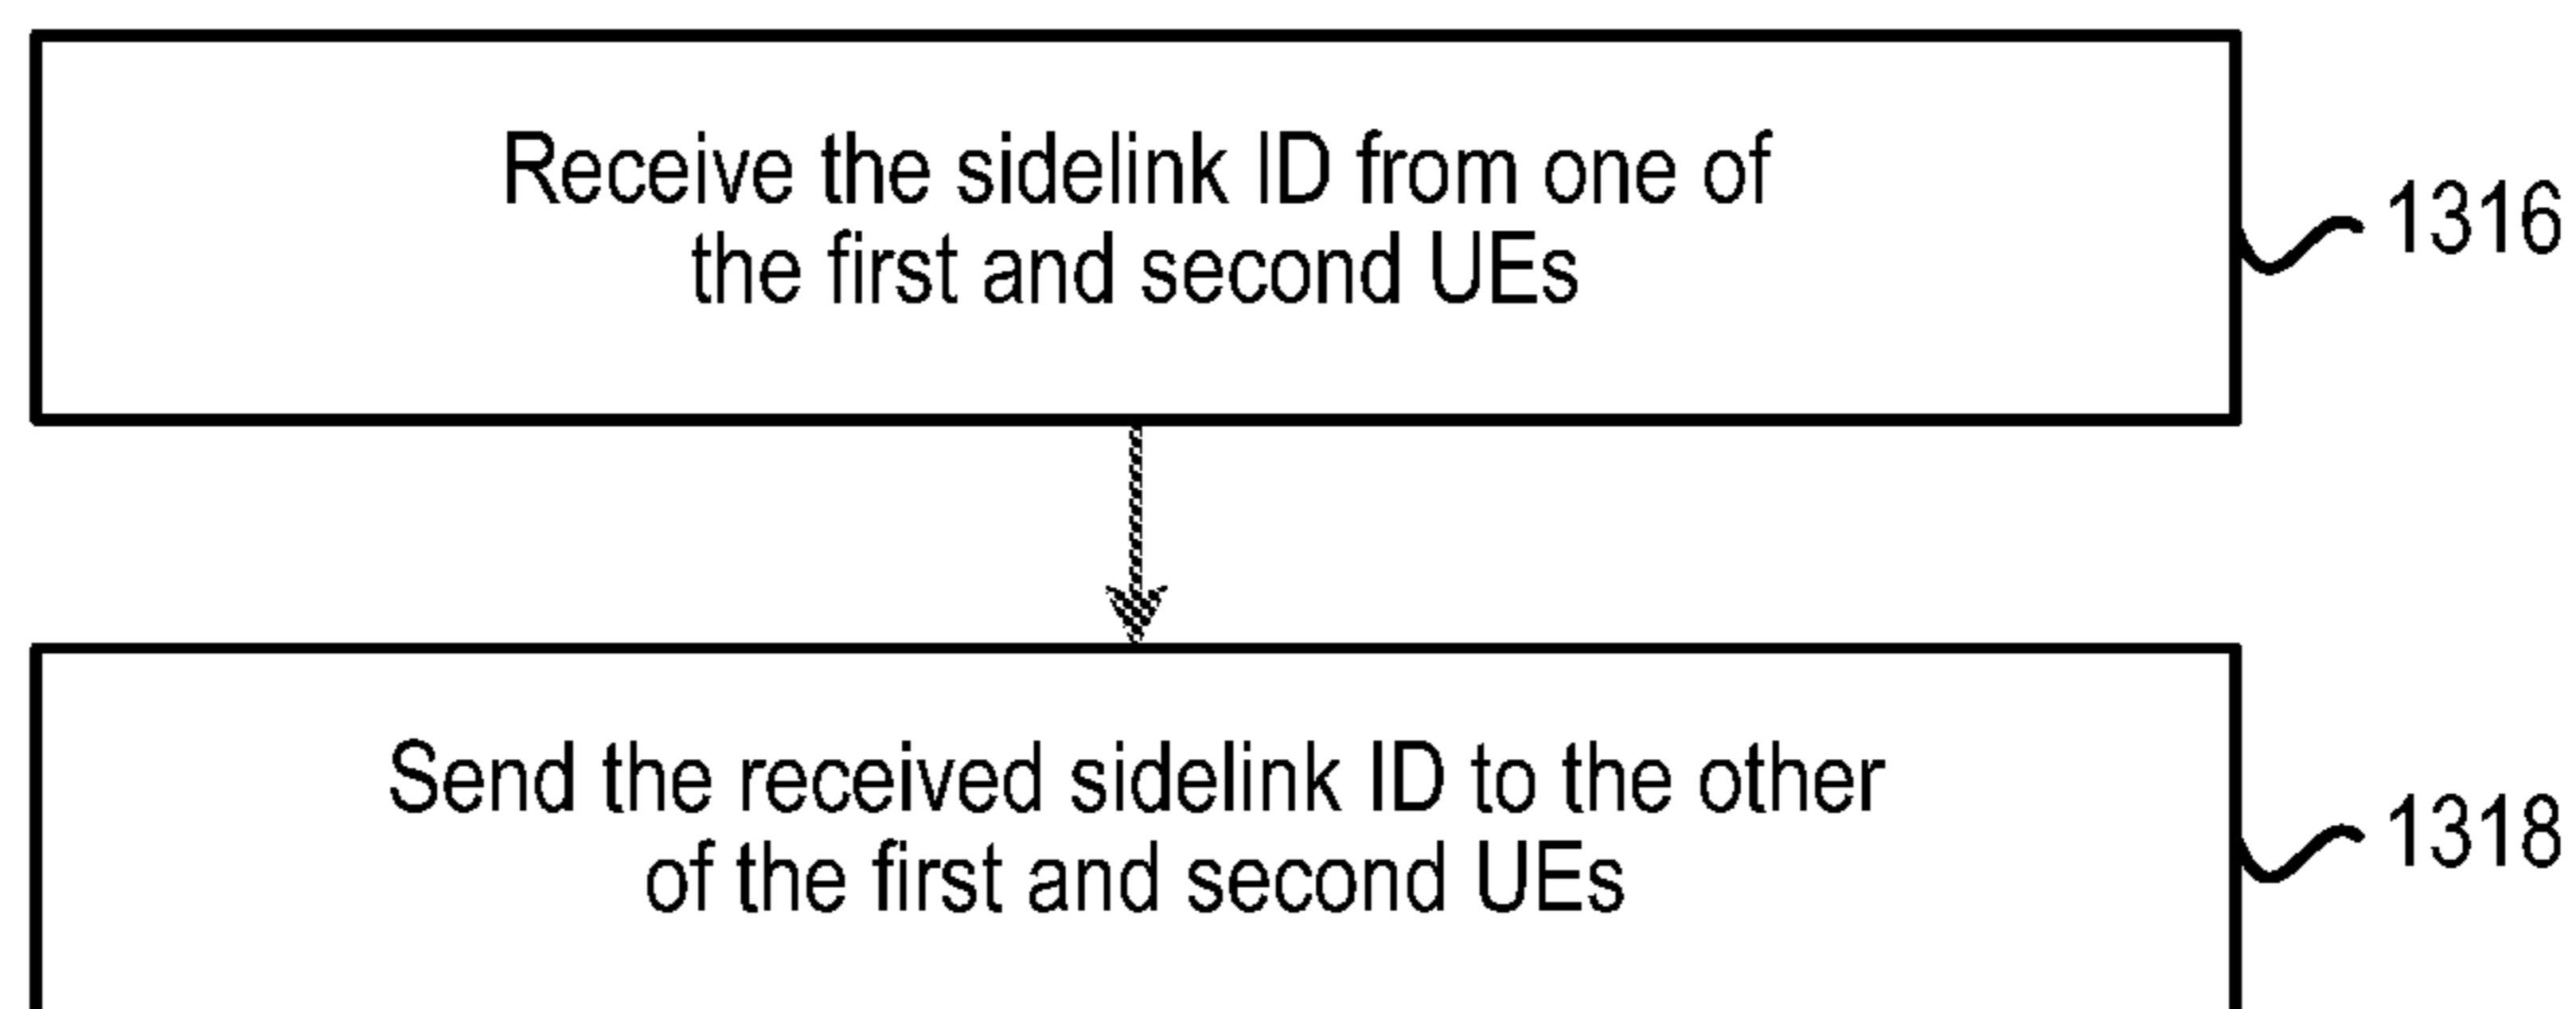 Receive the sidelink ID from one of
the first and second UEs
1316
Send the received sidelink ID to the other
of the first and second UEs
1318